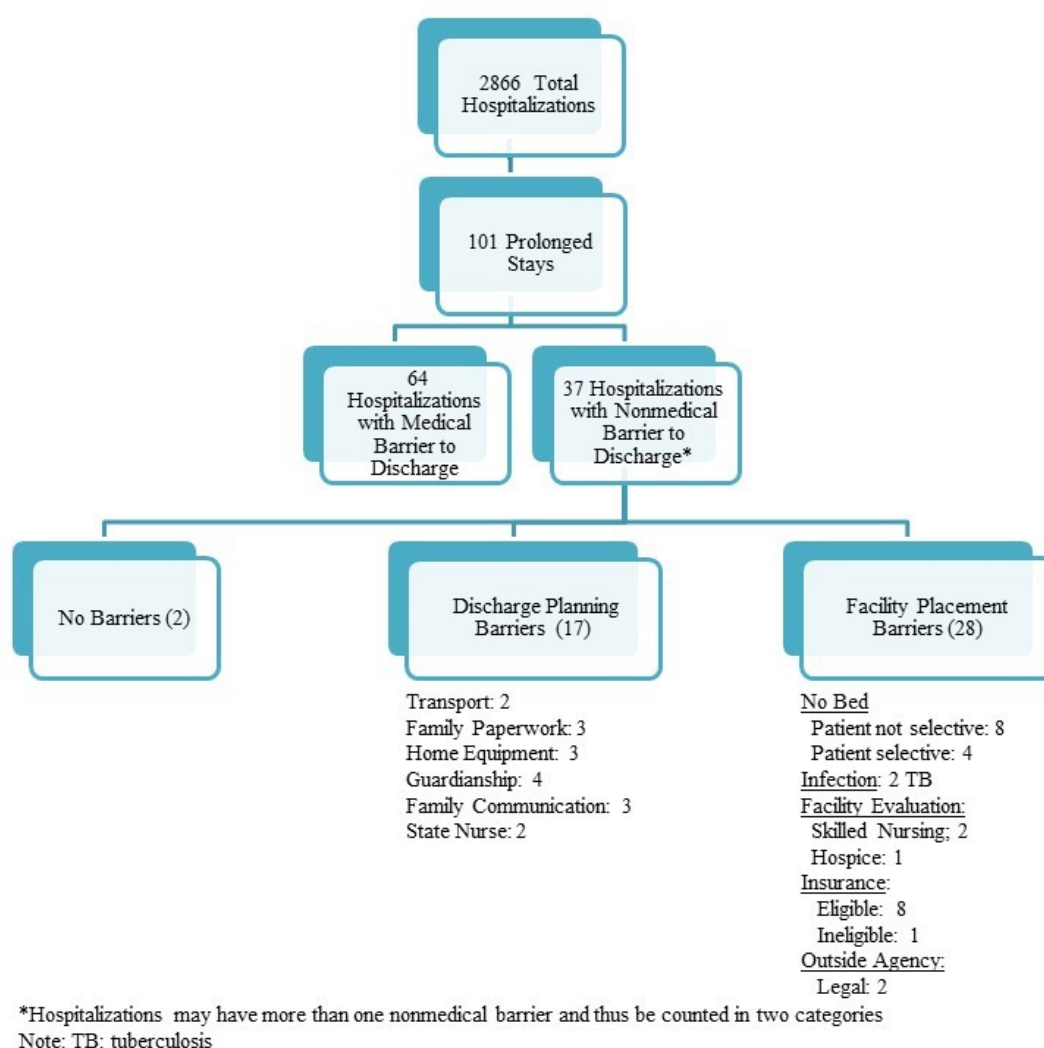 2866 Total
Hospitalizations
101 Prolonged
Stays
64
Hospitalizations
with Medical
Barrier to
Discharge
37 Hospitalizations
with Nonmedical
Barrier to
Discharge*
No Barriers (2)
Discharge Planning
Barriers (17)
Facility Placement
Barriers (28)
Transport: 2
Family Paperwork: 3
Home Equipment: 3
Guardianship: 4
Family Communication: 3
State Nurse: 2
No Bed
Patient not selective: 8
Patient selective: 4
Infection: 2 TB
Facility Evaluation:
Skilled Nursing; 2
Hospice: 1
Insurance:
Eligible: 8
Ineligible: 1
Outside Agency:
Legal: 2
*Hospitalizations may have more than one nonmedical barrier and thus be counted in two categories
Note: TB: tuberculosis